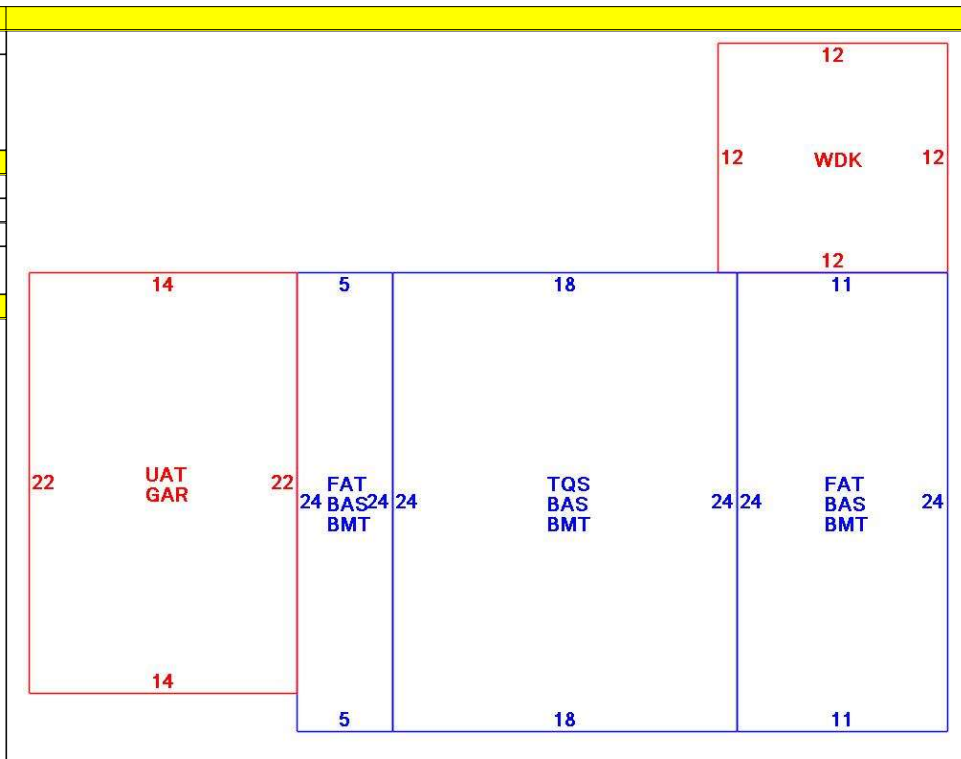 12
12 WDK 12
12
14 5 18 11
22 UAT 22
GAR
24 FAT 24
BAS
BMT
24 TQS 24
BAS
BMT
24 FAT 24
BAS
BMT
14
5 18 11